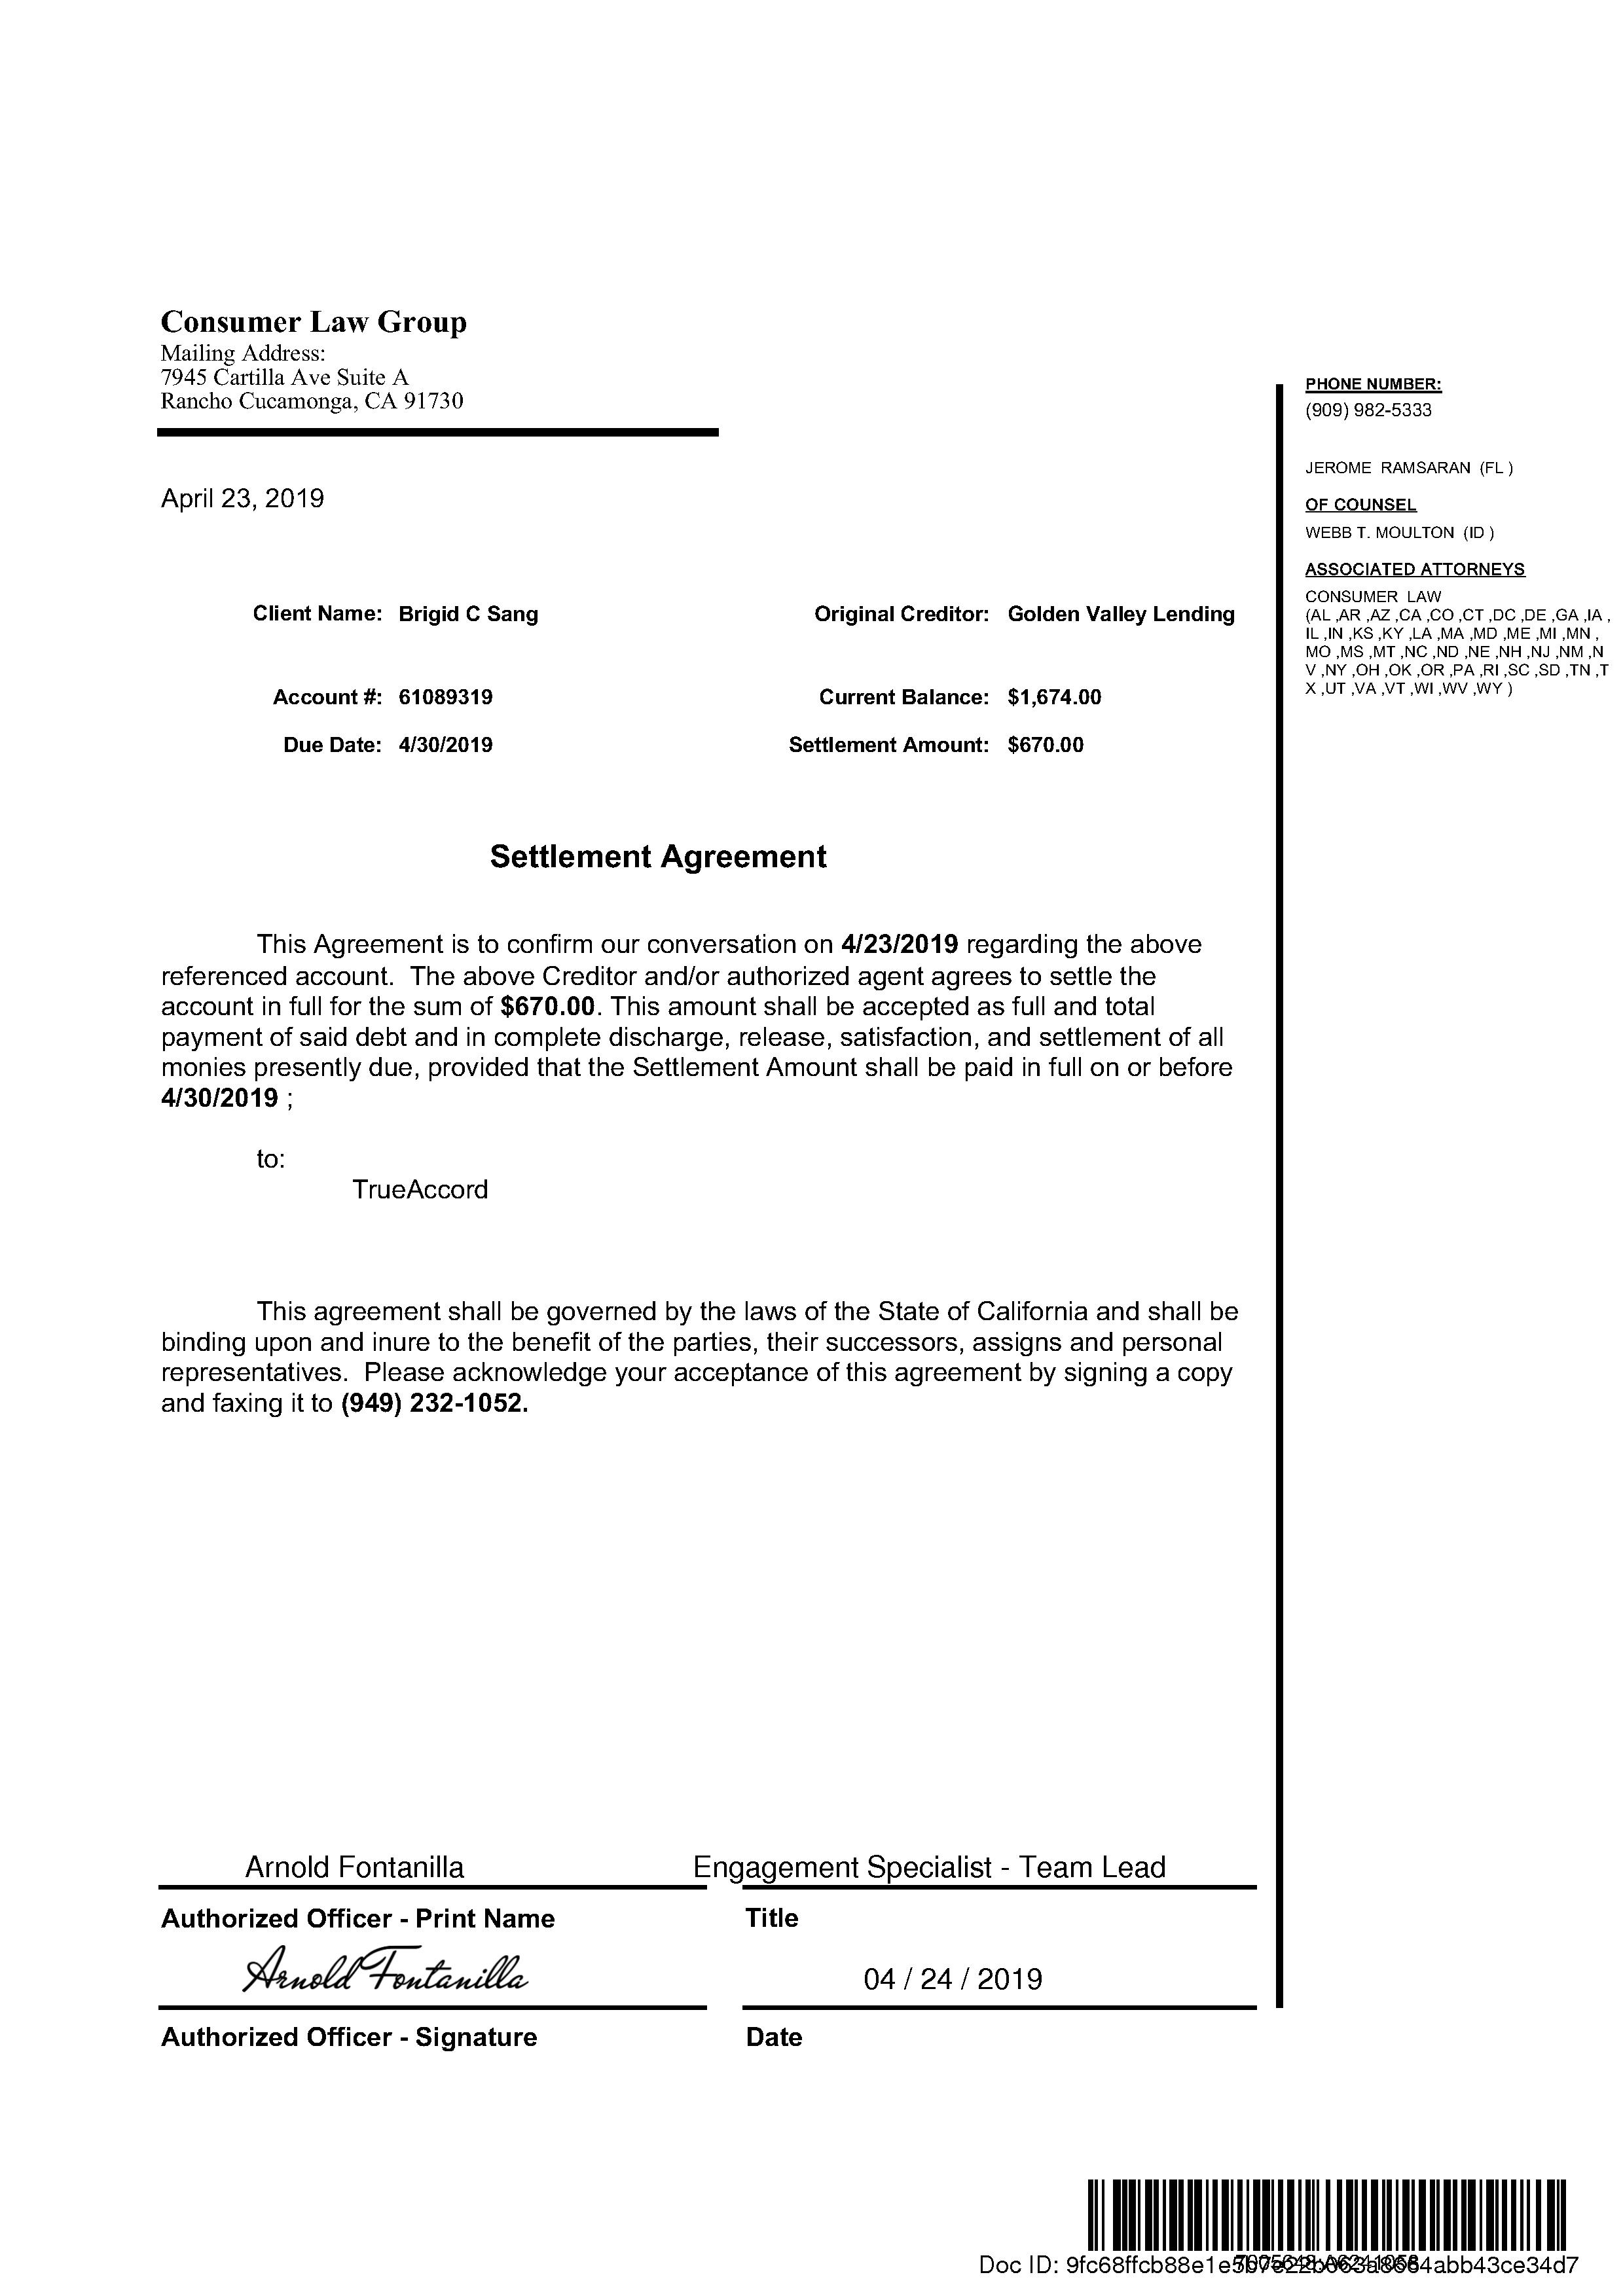 Consumer Law Group
Mailing Address:
7945 Cartilla Ave Suite A
Rancho Cucamonga, CA 91730
PHONE NUMBER:
(909) 982-5333
JEROME RAMSARAN (FL )
OF COUNSEL
WEBB T. MOULTON (ID )
ASSOCIATED ATTORNEYS
CONSUMER LAW
(AL ,AR ,AZ ,CA ,CO ,CT ,DC ,DE ,GA ,IA ,
IL ,IN ,KS ,KY ,LA ,MA ,MD ,ME ,MI ,MN ,
MO ,MS ,MT ,NC ,ND ,NE ,NH ,NJ ,NM ,N
V ,NY ,OH ,OK ,OR ,PA ,RI ,SC ,SD ,TN ,T
X ,UT ,VA ,VT ,WI ,WV ,WY )
April 23, 2019
Client Name: Brigid C Sang Original Creditor: Golden Valley Lending
Account #: 61089319 Current Balance: $1,674.00
Due Date: 4/30/2019 Settlement Amount: $670.00
Settlement Agreement
This Agreement is to confirm our conversation on 4/23/2019 regarding the above
referenced account. The above Creditor and/or authorized agent agrees to settle the
account in full for the sum of $670.00. This amount shall be accepted as full and total
payment of said debt and in complete discharge, release, satisfaction, and settlement of all
monies presently due, provided that the Settlement Amount shall be paid in full on or before
4/30/2019 ;
to:
TrueAccord
This agreement shall be governed by the laws of the State of California and shall be
binding upon and inure to the benefit of the parties, their successors, assigns and personal
representatives. Please acknowledge your acceptance of this agreement by signing a copy
and faxing it to (949) 232-1052.
Arnold Fontanilla Engagement Specialist - Team Lead
Authorized Officer - Print Name Title
Arnold Fontanilla 04 / 24 / 2019
Authorized Officer - Signature Date
Doc ID: